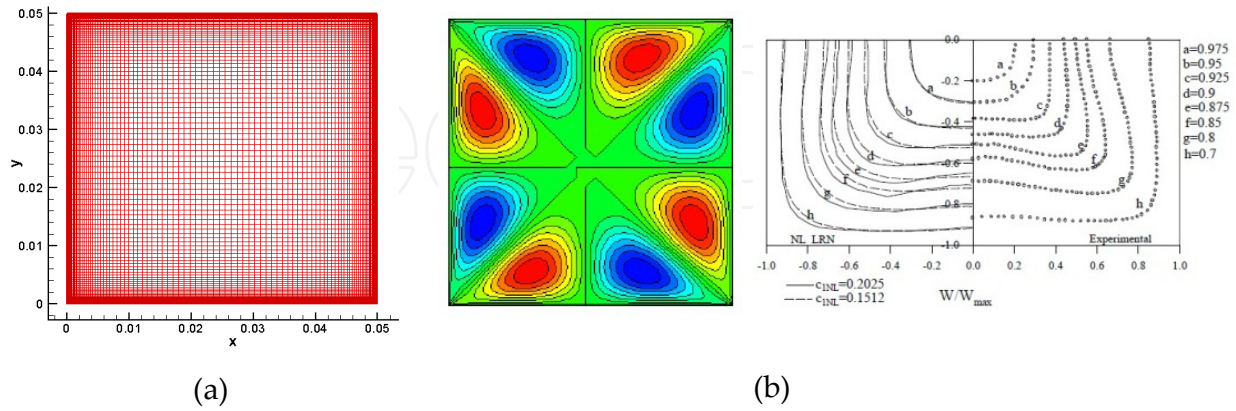 0.05
0.04
0.03
0.02
0.01
0
y
0 0.01 0.02 0.03 0.04 0.05
x
(a)
0.0
-0.2
-0.4
-0.6
-0.8
-1.0
a
b
c
d
e
f
g
h
NL LRN
a
b
c
d
e
f
g
h
Experimental
a=0.975
b=0.95
c=0.925
d=0.9
e=0.875
f=0.85
g=0.8
h=0.7
-1.0 -0.8 -0.6 -0.4 -0.2 0.0 0.2 0.4 0.6 0.8 1.0
c1NL=0.2025
c1NL=0.1512
W/Wmax
(b)